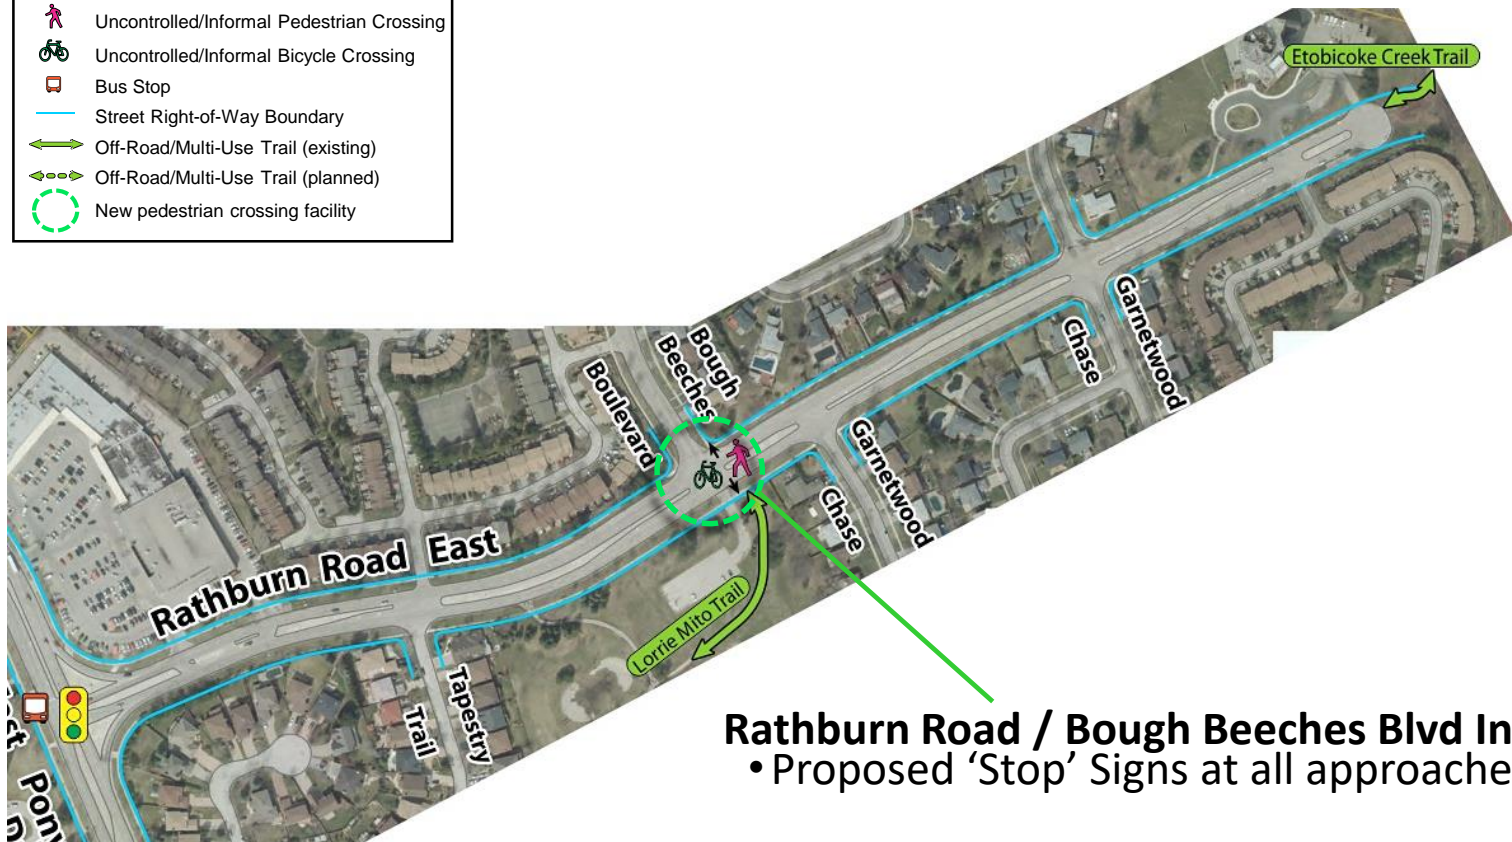 Uncontrolled/Informal Pedestrian Crossing
Uncontrolled/Informal Bicycle Crossing
Bus Stop
Street Right-of-Way Boundary
Off-Road/Multi-Use Trail (existing)
Off-Road/Multi-Use Trail (planned)
New pedestrian crossing facility
Etobicoke Creek Trail
Garnetwood
Chase
Bough
Beeches
Boulevard
Garnetwood
Chase
Rathburn Road East
Lorrie Mito Trail
Tapestry
Trail
Pony
Rathburn Road / Bough Beeches Blvd In
• Proposed ‘Stop’ Signs at all approache